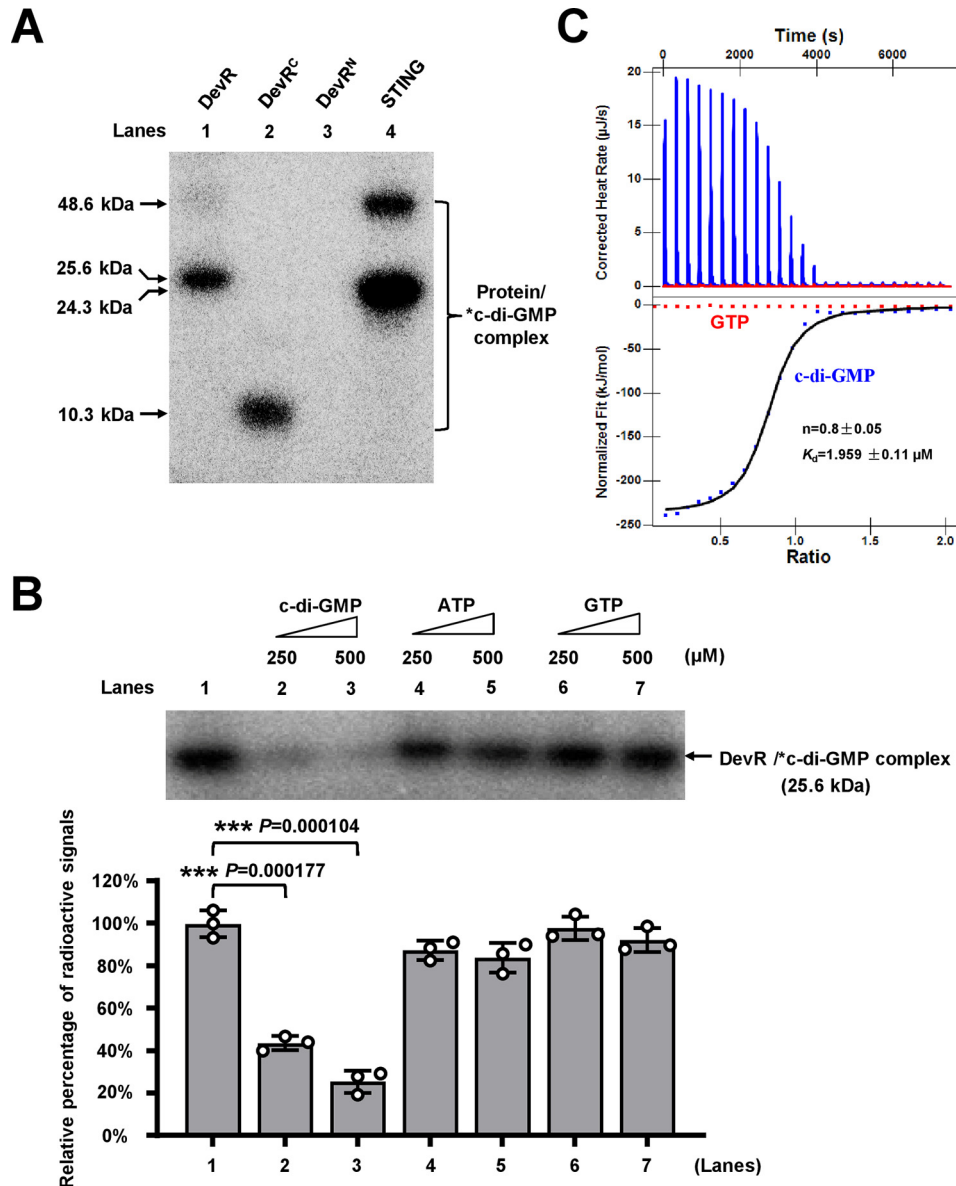 A
DevR
DevRᶜ
DevRᴺ
STING
Lanes 1 2 3 4
48.6 kDa
25.6 kDa
24.3 kDa
10.3 kDa
Protein/
*c-di-GMP
complex
C
Time (s)
0 2000 4000 6000
Corrected Heat Rate (µJ/s)
20
15
10
5
0
Normalized Fit (kJ/mol)
0
-50
-100
-150
-200
-250
GTP
c-di-GMP
n=0.8±0.05
Kd=1.959 ±0.11 µM
0.5 1.0 1.5 2.0
Ratio
B
c-di-GMP ATP GTP
250 500 250 500 250 500 (µM)
Lanes 1 2 3 4 5 6 7
DevR /*c-di-GMP complex
(25.6 kDa)
Relative percentage of radioactive signals
*** P=0.000104
*** P=0.000177
120%
100%
80%
60%
40%
20%
0%
1 2 3 4 5 6 7 (Lanes)